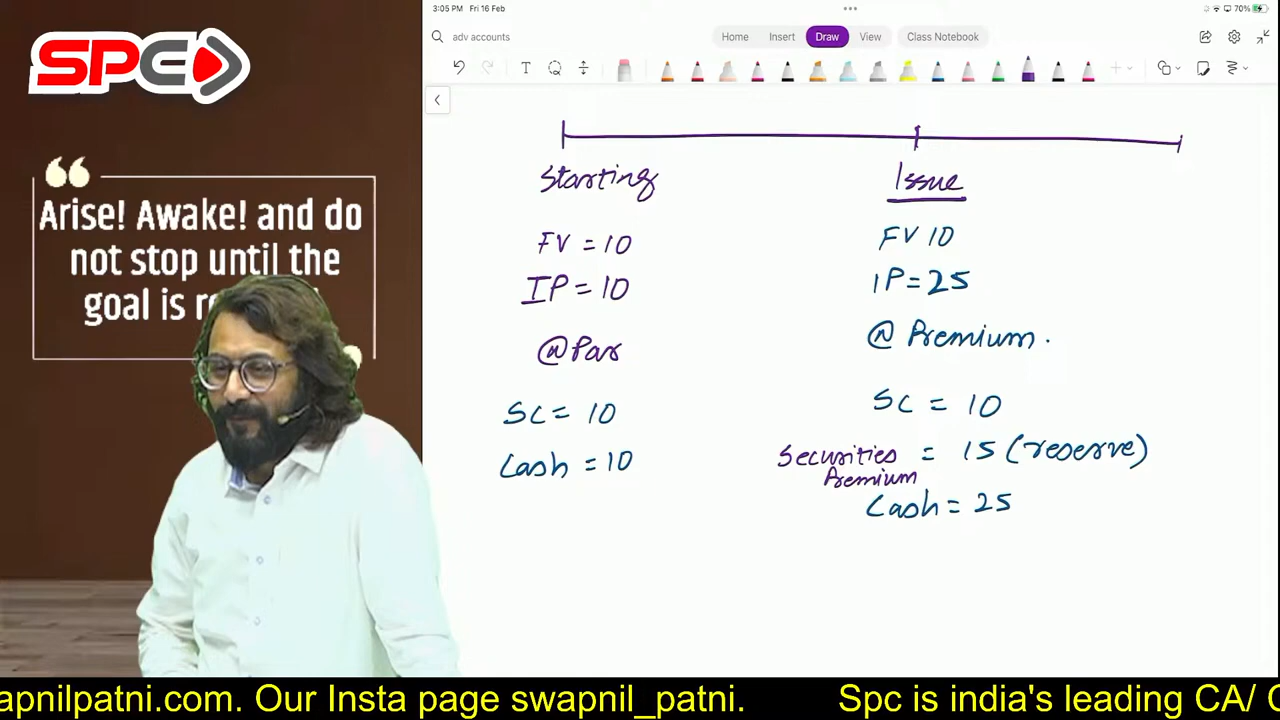 3:05 PM Fri 16 Feb
70%
adv accounts
Home Insert Draw View Class Notebook
SPC
Arise! Awake! and do
not stop until the
goal is r
Starting
FV = 10
IP = 10
@Par
SC = 10
Cash = 10
Issue
FV 10
IP = 25
@ Premium.
SC = 10
Securities Premium = 15 (reserve)
Cash = 25
apnilpatni.com. Our Insta page swapnil_patni. Spc is india's leading CA/